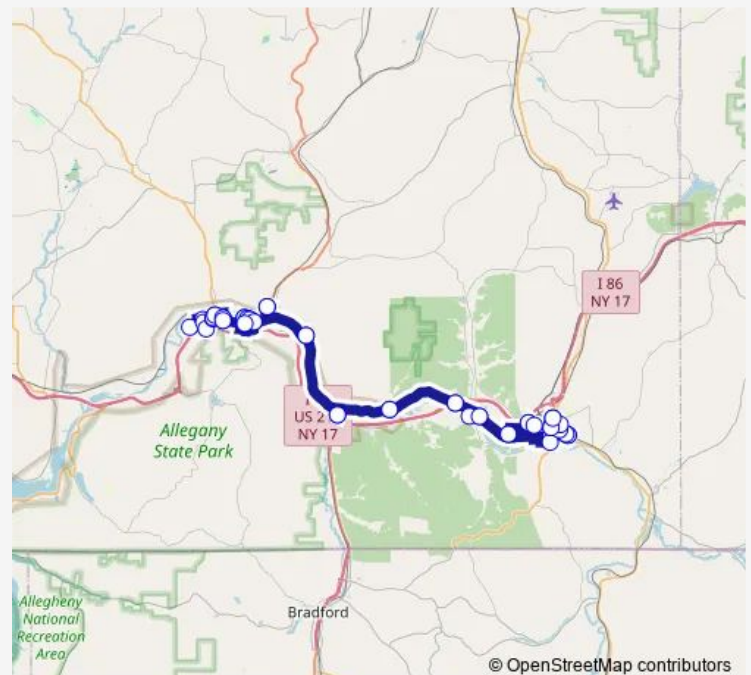 I 86
NY 17
US 2
NY 17
Allegany
State Park
Bradford
Allegheny
National
Recreation
Area
© OpenStreetMap contributors